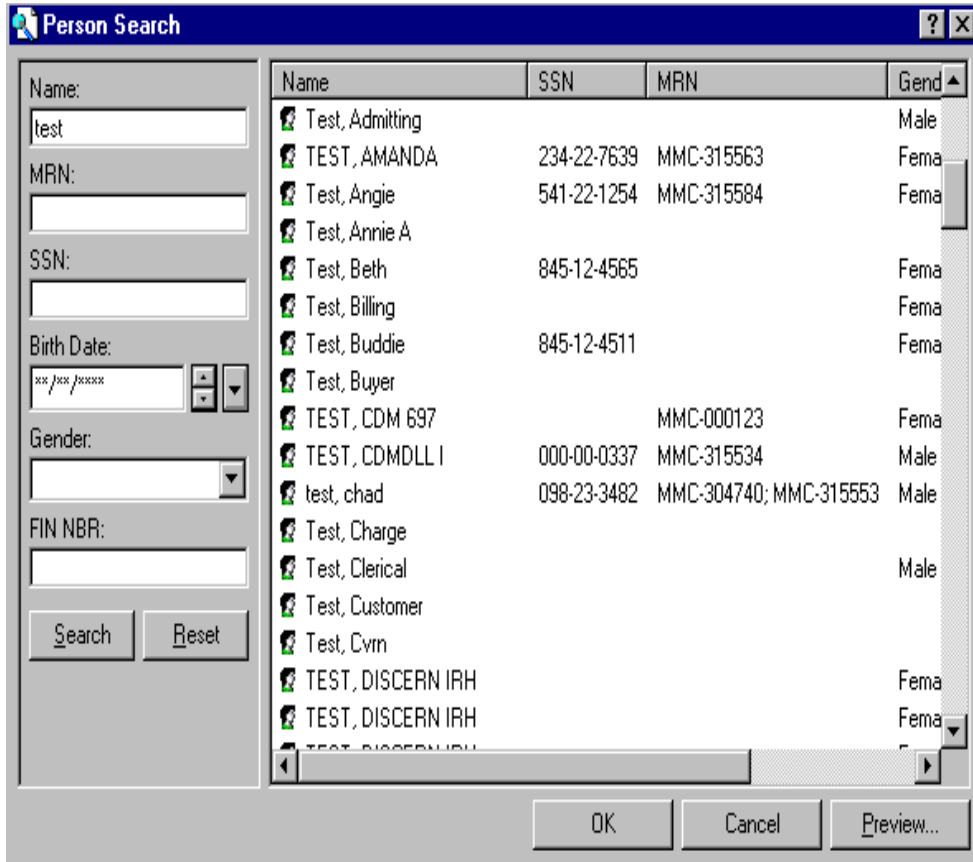 Person Search
Name:
test
MRN:
SSN:
Birth Date:
**/**/****
Gender:
FIN NBR:
Search Reset
Name SSN MRN Gend
Test, Admitting Male
TEST, AMANDA 234-22-7639 MMC-315563 Fema
Test, Angie 541-22-1254 MMC-315584 Fema
Test, Annie A
Test, Beth 845-12-4565 Fema
Test, Billing Fema
Test, Buddie 845-12-4511 Fema
Test, Buyer
TEST, CDM 697 MMC-000123 Fema
TEST, CDMDLL I 000-00-0337 MMC-315534 Male
test, chad 098-23-3482 MMC-304740; MMC-315553 Male
Test, Charge
Test, Clerical Male
Test, Customer
Test, Cvrn
TEST, DISCERN IRH Fema
TEST, DISCERN IRH Fema
OK Cancel Preview...